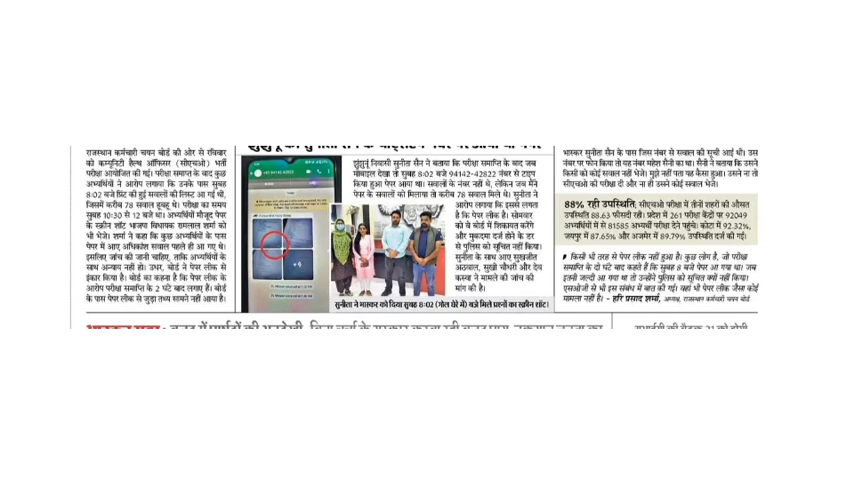 राजस्थान कर्मचारी चयन बोर्ड की ओर से रविवार
को कम्युनिटी हैल्थ ऑफिसर (सीएचओ) भर्ती
परीक्षा आयोजित की गई। परीक्षा समाप्त के बाद कुछ
अभ्यर्थियों ने आरोप लगाया कि उनके पास सुबह
8:02 बजे प्रिंट की हुई सवालों की लिस्ट आ गई थी,
जिसमें करीब 78 सवाल हूबहू थे। परीक्षा का समय
सुबह 10:30 से 12 बजे था। अभ्यर्थियों मौजूद पेपर
के स्क्रीन शॉट भाजपा विधायक रामलाल शर्मा को
भी भेजे। शर्मा ने कहा कि कुछ अभ्यर्थियों के पास
पेपर में आए अधिकांश सवाल पहले ही आ गए थे।
इसलिए जांच की जानी चाहिए, ताकि अभ्यर्थियों के
साथ अन्याय नहीं हो। उधर, बोर्ड ने पेपर लीक से
इंकार किया है। बोर्ड का कहना है कि पेपर लीक के
आरोप परीक्षा समाप्त के 2 घंटे बाद लगाए हैं। बोर्ड
के पास पेपर लीक से जुड़ा तथ्य सामने नहीं आया है।
झुंझुनूं निवासी सुनीता सैन ने बताया कि परीक्षा समाप्ति के बाद जब
मोबाइल देखा तो सुबह 8:02 बजे 94142-42822 नंबर से टाइप
किया हुआ पेपर आया था। सवालों के नंबर नहीं थे, लेकिन जब मैंने
पेपर के सवालों को मिलाया तो करीब 78 सवाल मिले थे। सुनीता ने
आरोप लगाया कि इससे लगता
है कि पेपर लीक है। सोमवार
को वे बोर्ड में शिकायत करेंगे
और मुकदमा दर्ज होने के डर
से पुलिस को सूचित नहीं किया।
सुनीता के साथ आए सुखजीत
अठवाल, सुखी चौधरी और देव
कस्वा ने मामले की जांच की
मांग की है।
सुनीता ने भास्कर को दिया सुबह 8:02 (गोल घेरे में) बजे मिले प्रश्नों का स्क्रीन शॉट।
भास्कर सुनीता सैन के पास जिस नंबर से सवाल की सूची आई थी। उस
नंबर पर फोन किया तो यह नंबर महेश सैनी का था। सैनी ने बताया कि उसने
किसी को कोई सवाल नहीं भेजे। मुझे नहीं पता यह कैसा हुआ। उसने ना तो
सीएचओ की परीक्षा दी और ना ही उसने कोई सवाल भेजे।
88% रही उपस्थिति, सीएचओ परीक्षा में तीनों शहरों की औसत
उपस्थिति 88.63 फीसदी रही। प्रदेश में 261 परीक्षा केंद्रों पर 92049
अभ्यर्थियों में से 81585 अभ्यर्थी परीक्षा देने पहुंचे। कोटा में 92.32%,
जयपुर में 87.65% और अजमेर में 89.79% उपस्थिति दर्ज की गई।
किसी भी तरह से पेपर लीक नहीं हुआ है। कुछ लोग है, जो परीक्षा
समाप्ति के दो घंटे बाद कहते हैं कि सुबह 8 बजे पेपर आ गया था। जब
इतनी जल्दी आ गया था तो उन्होंने पुलिस को सूचित क्यों नहीं किया।
एसओजी से भी इस संबंध में बात की गई। वहां भी पेपर लीक जैसा कोई
मामला नहीं है। - हरि प्रसाद शर्मा, अध्यक्ष, राजस्थान कर्मचारी चयन बोर्ड